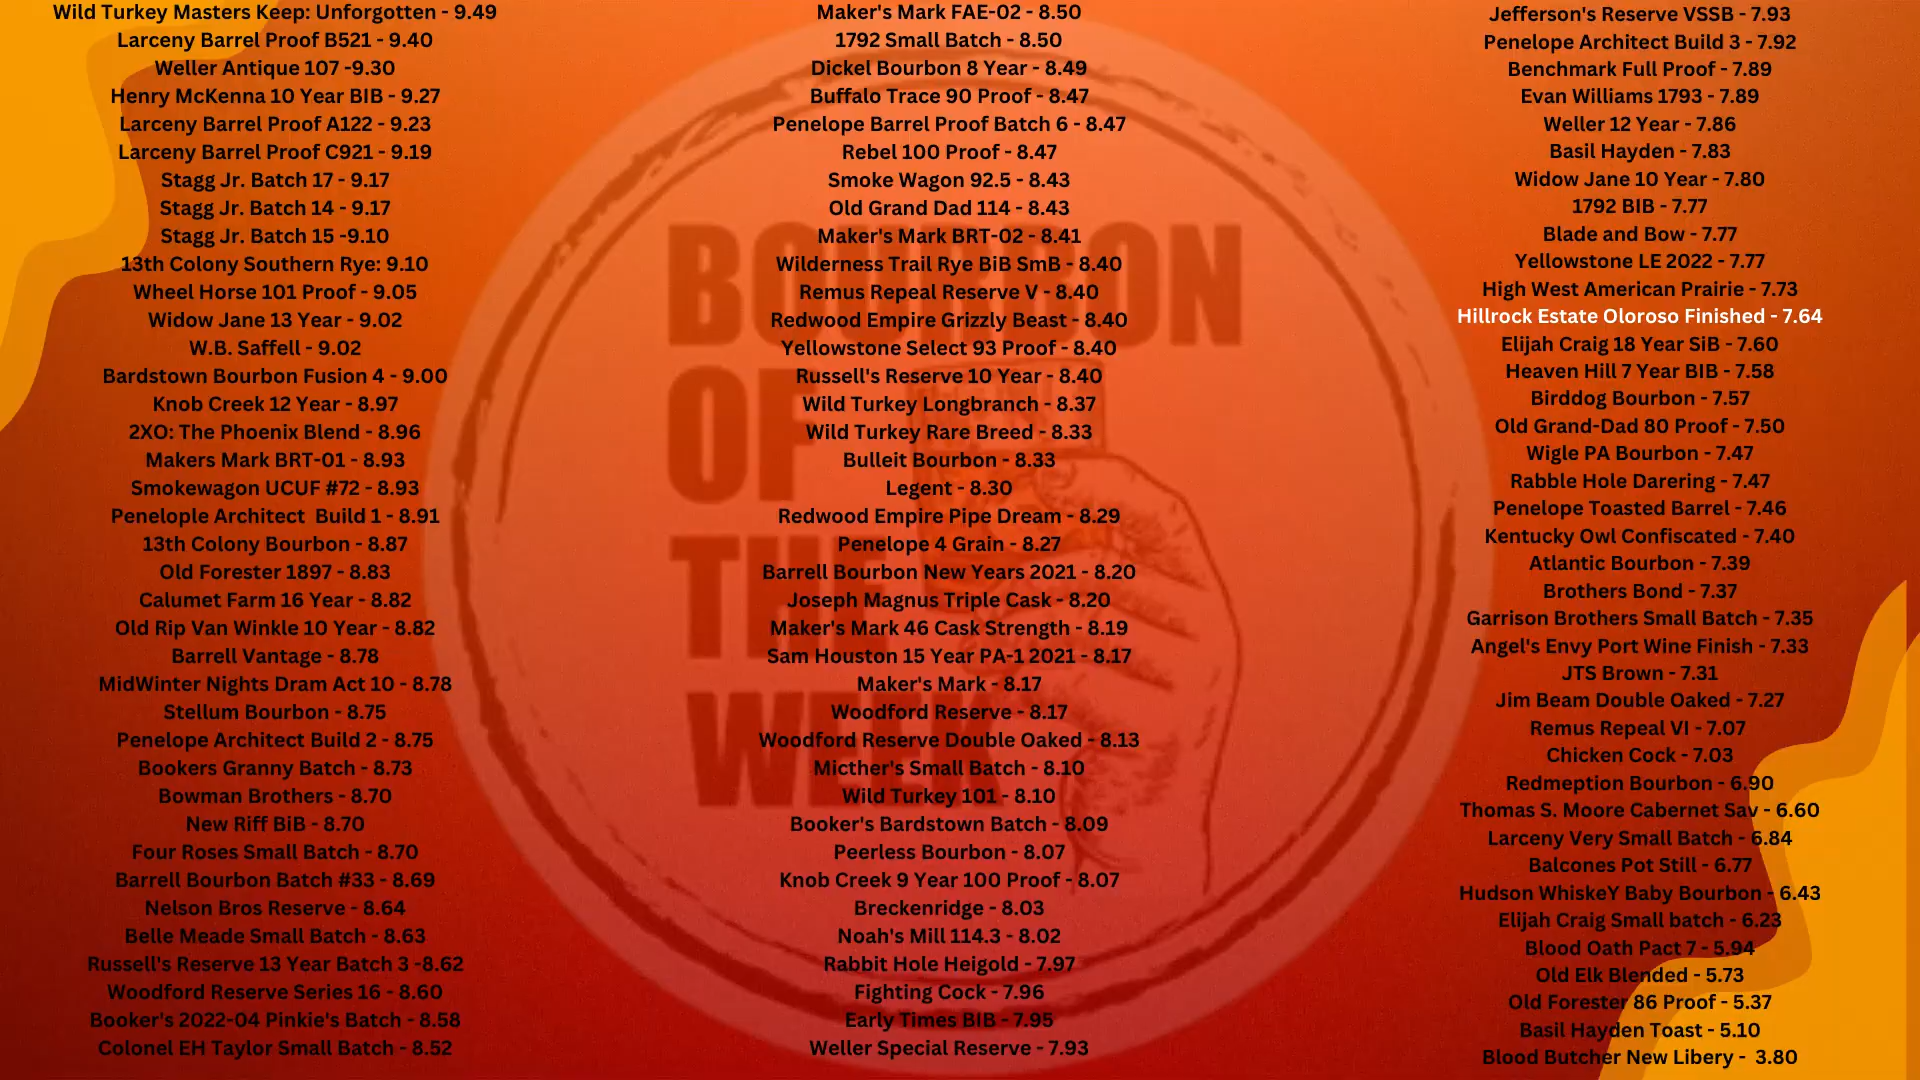 Wild Turkey Masters Keep: Unforgotten - 9.49
Larceny Barrel Proof B521 - 9.40
Weller Antique 107 -9.30
Henry McKenna 10 Year BIB - 9.27
Larceny Barrel Proof A122 - 9.23
Larceny Barrel Proof C921 - 9.19
Stagg Jr. Batch 17 - 9.17
Stagg Jr. Batch 14 - 9.17
Stagg Jr. Batch 15 -9.10
13th Colony Southern Rye: 9.10
Wheel Horse 101 Proof - 9.05
Widow Jane 13 Year - 9.02
W.B. Saffell - 9.02
Bardstown Bourbon Fusion 4 - 9.00
Knob Creek 12 Year - 8.97
2XO: The Phoenix Blend - 8.96
Makers Mark BRT-01 - 8.93
Smokewagon UCUF #72 - 8.93
Penelople Architect Build 1 - 8.91
13th Colony Bourbon - 8.87
Old Forester 1897 - 8.83
Calumet Farm 16 Year - 8.82
Old Rip Van Winkle 10 Year - 8.82
Barrell Vantage - 8.78
MidWinter Nights Dram Act 10 - 8.78
Stellum Bourbon - 8.75
Penelope Architect Build 2 - 8.75
Bookers Granny Batch - 8.73
Bowman Brothers - 8.70
New Riff BiB - 8.70
Four Roses Small Batch - 8.70
Barrell Bourbon Batch #33 - 8.69
Nelson Bros Reserve - 8.64
Belle Meade Small Batch - 8.63
Russell's Reserve 13 Year Batch 3 -8.62
Woodford Reserve Series 16 - 8.60
Booker's 2022-04 Pinkie's Batch - 8.58
Colonel EH Taylor Small Batch - 8.52
Maker's Mark FAE-02 - 8.50
1792 Small Batch - 8.50
Dickel Bourbon 8 Year - 8.49
Buffalo Trace 90 Proof - 8.47
Penelope Barrel Proof Batch 6 - 8.47
Rebel 100 Proof - 8.47
Smoke Wagon 92.5 - 8.43
Old Grand Dad 114 - 8.43
Maker's Mark BRT-02 - 8.41
Wilderness Trail Rye BiB SmB - 8.40
Remus Repeal Reserve V - 8.40
Redwood Empire Grizzly Beast - 8.40
Yellowstone Select 93 Proof - 8.40
Russell's Reserve 10 Year - 8.40
Wild Turkey Longbranch - 8.37
Wild Turkey Rare Breed - 8.33
Bulleit Bourbon - 8.33
Legent - 8.30
Redwood Empire Pipe Dream - 8.29
Penelope 4 Grain - 8.27
Barrell Bourbon New Years 2021 - 8.20
Joseph Magnus Triple Cask - 8.20
Maker's Mark 46 Cask Strength - 8.19
Sam Houston 15 Year PA-1 2021 - 8.17
Maker's Mark - 8.17
Woodford Reserve - 8.17
Woodford Reserve Double Oaked - 8.13
Micther's Small Batch - 8.10
Wild Turkey 101 - 8.10
Booker's Bardstown Batch - 8.09
Peerless Bourbon - 8.07
Knob Creek 9 Year 100 Proof - 8.07
Breckenridge - 8.03
Noah's Mill 114.3 - 8.02
Rabbit Hole Heigold - 7.97
Fighting Cock - 7.96
Early Times BIB - 7.95
Weller Special Reserve - 7.93
Jefferson's Reserve VSSB - 7.93
Penelope Architect Build 3 - 7.92
Benchmark Full Proof - 7.89
Evan Williams 1793 - 7.89
Weller 12 Year - 7.86
Basil Hayden - 7.83
Widow Jane 10 Year - 7.80
1792 BIB - 7.77
Blade and Bow - 7.77
Yellowstone LE 2022 - 7.77
High West American Prairie - 7.73
Hillrock Estate Oloroso Finished - 7.64
Elijah Craig 18 Year SiB - 7.60
Heaven Hill 7 Year BIB - 7.58
Birddog Bourbon - 7.57
Old Grand-Dad 80 Proof - 7.50
Wigle PA Bourbon - 7.47
Rabble Hole Darering - 7.47
Penelope Toasted Barrel - 7.46
Kentucky Owl Confiscated - 7.40
Atlantic Bourbon - 7.39
Brothers Bond - 7.37
Garrison Brothers Small Batch - 7.35
Angel's Envy Port Wine Finish - 7.33
JTS Brown - 7.31
Jim Beam Double Oaked - 7.27
Remus Repeal VI - 7.07
Chicken Cock - 7.03
Redmeption Bourbon - 6.90
Thomas S. Moore Cabernet Sav - 6.60
Larceny Very Small Batch - 6.84
Balcones Pot Still - 6.77
Hudson WhiskeY Baby Bourbon - 6.43
Elijah Craig Small batch - 6.23
Blood Oath Pact 7 - 5.94
Old Elk Blended - 5.73
Old Forester 86 Proof - 5.37
Basil Hayden Toast - 5.10
Blood Butcher New Libery - 3.80
BOURBON
OF
THE
WEEK